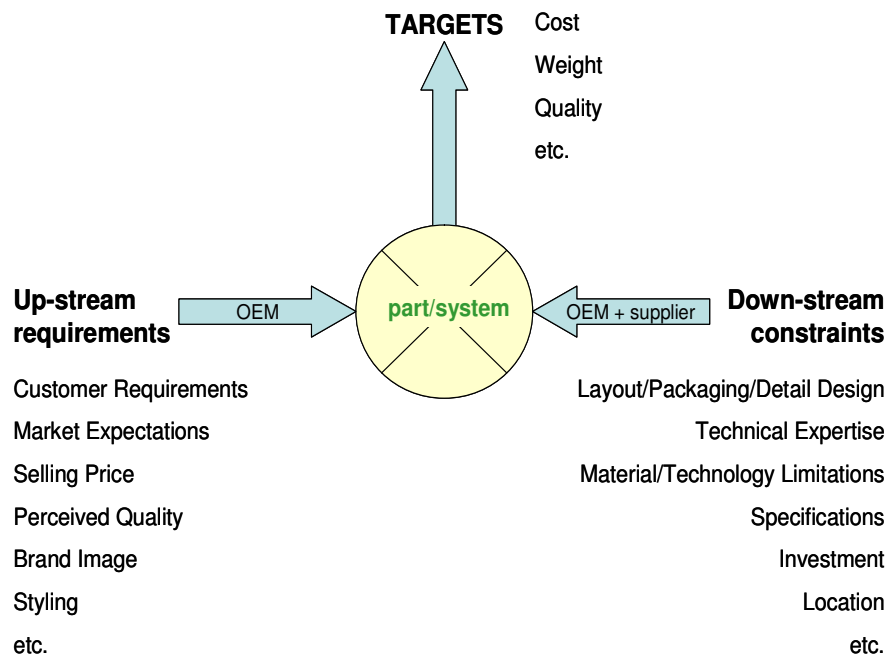 TARGETS
Cost
Weight
Quality
etc.
Up-stream
requirements
OEM
part/system
OEM + supplier
Down-stream
constraints
Customer Requirements
Market Expectations
Selling Price
Perceived Quality
Brand Image
Styling
etc.
Layout/Packaging/Detail Design
Technical Expertise
Material/Technology Limitations
Specifications
Investment
Location
etc.